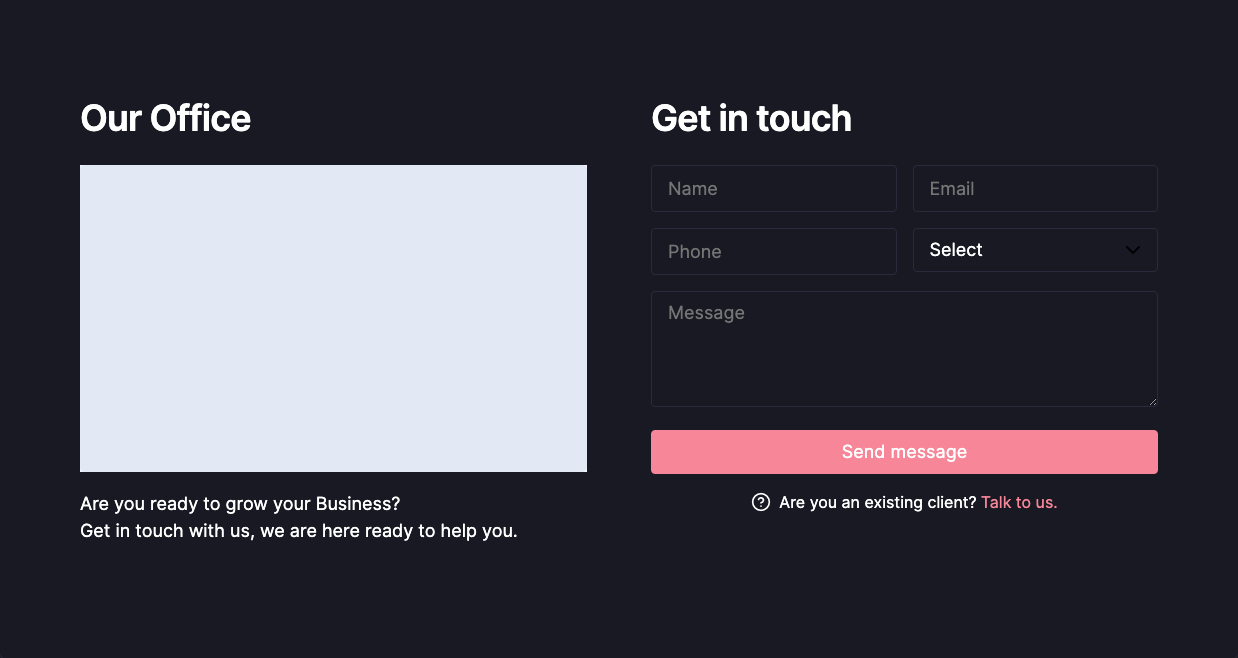 Our Office
Are you ready to grow your Business?
Get in touch with us, we are here ready to help you.
Get in touch
Name
Email
Phone
Select
Message
Send message
Are you an existing client? Talk to us.